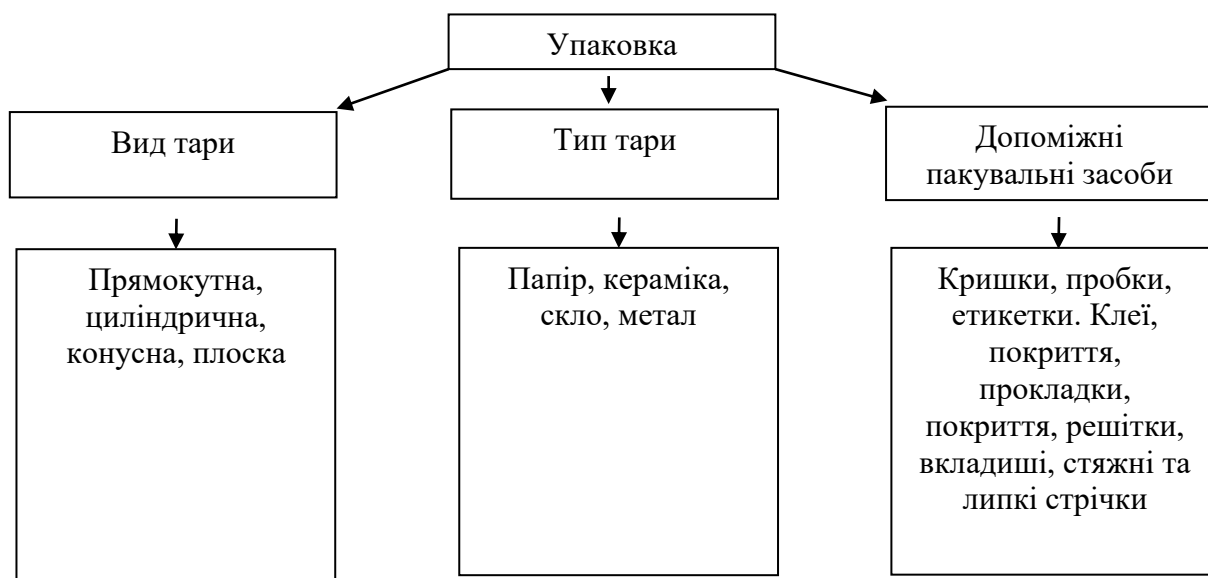 Упаковка
Вид тари
Тип тари
Допоміжні
пакувальні засоби
Прямокутна,
циліндрична,
конусна, плоска
Папір, кераміка,
скло, метал
Кришки, пробки,
етикетки. Клеї,
покриття,
прокладки,
покриття, решітки,
вкладиші, стяжні та
липкі стрічки